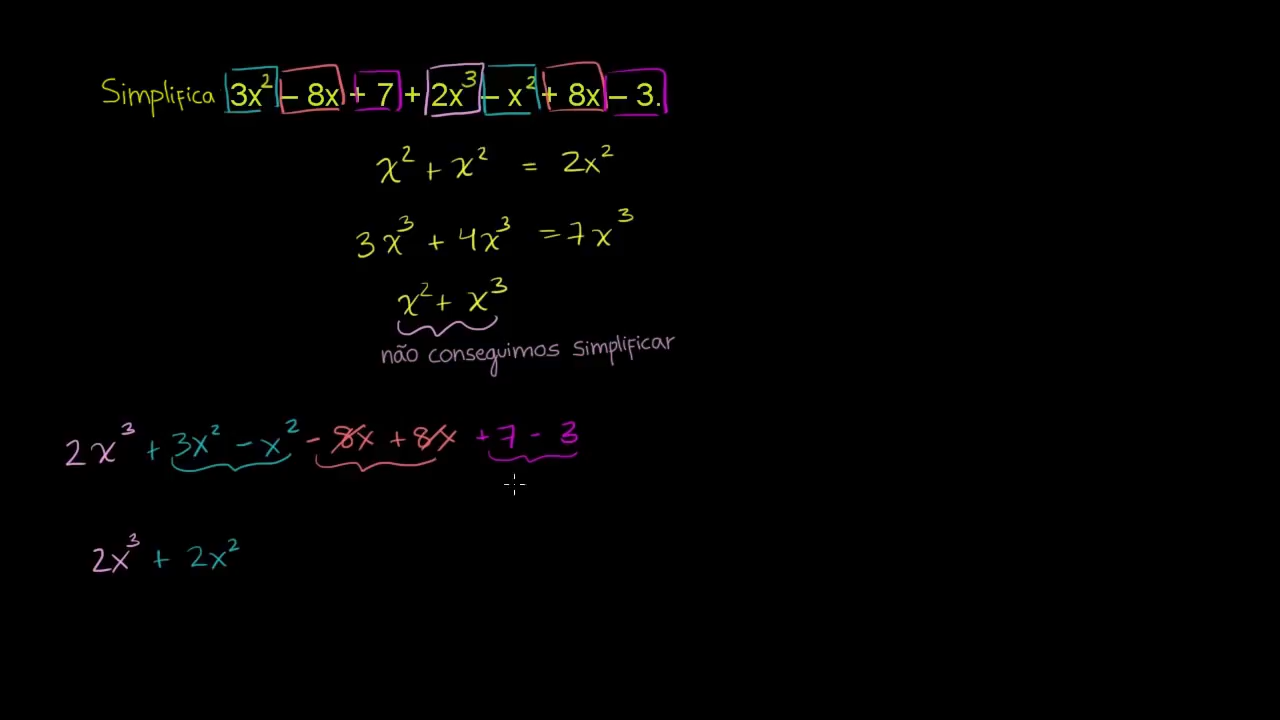 Simplifica 3x² – 8x + 7 + 2x³ – x² + 8x – 3.
x² + x² = 2x²
3x³ + 4x³ = 7x³
x² + x³
não conseguimos simplificar
2x³ + 3x² - x² - 8x + 8x + 7 - 3
2x³ + 2x²